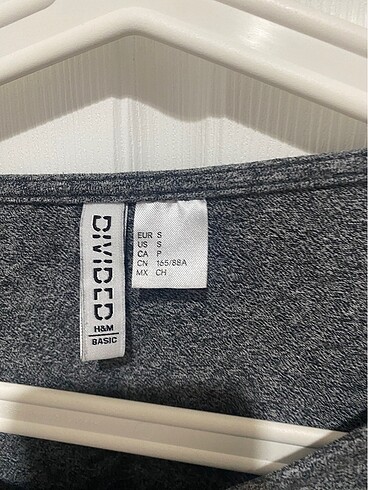 DIVIDED
H&M
BASIC
EUR S
US S
CA P
CN 165/88A
MX CH